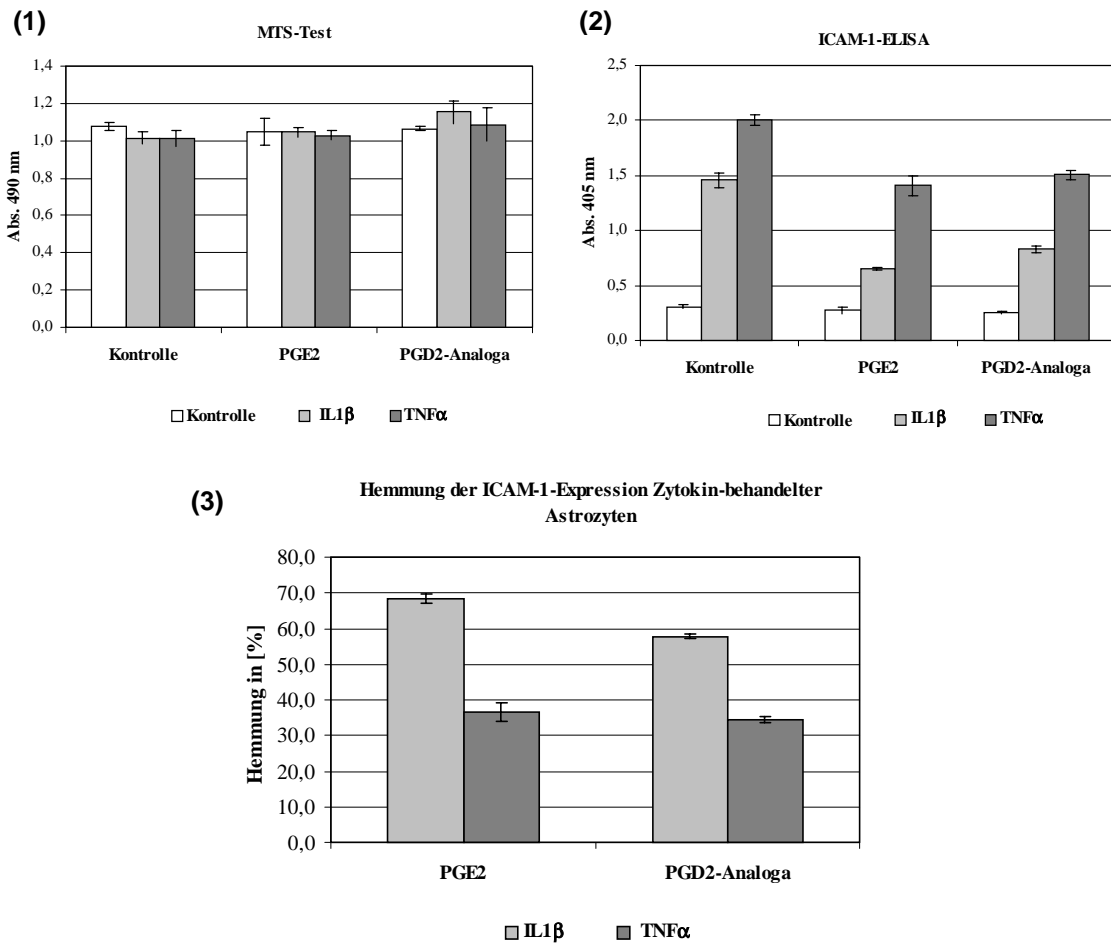 (1)
MTS-Test
Abs. 490 nm
1,4
1,2
1,0
0,8
0,6
0,4
0,2
0,0
Kontrolle PGE2 PGD2-Analoga
Kontrolle IL1β TNFα
(2)
ICAM-1-ELISA
Abs. 405 nm
2,5
2,0
1,5
1,0
0,5
0,0
Kontrolle PGE2 PGD2-Analoga
Kontrolle IL1β TNFα
(3)
Hemmung der ICAM-1-Expression Zytokin-behandelter
Astrozyten
Hemmung in [%]
80,0
70,0
60,0
50,0
40,0
30,0
20,0
10,0
0,0
PGE2 PGD2-Analoga
IL1β TNFα